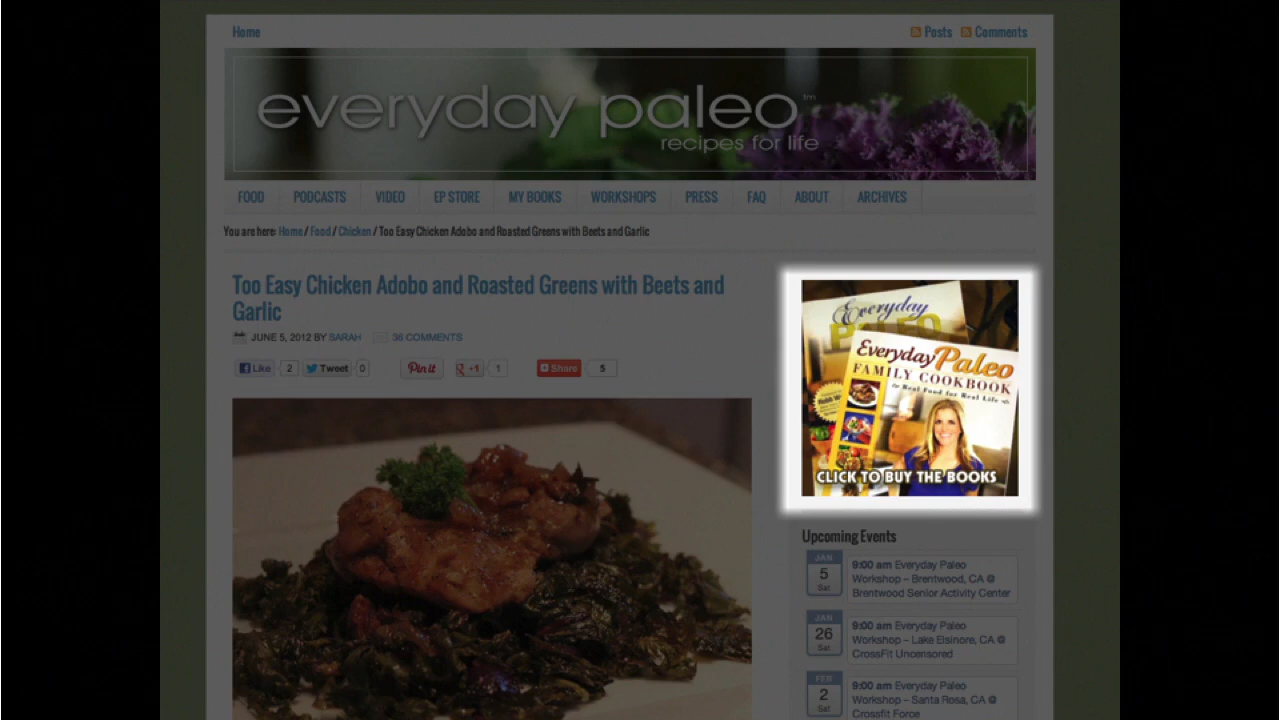 Home
Posts Comments
everyday paleo™
recipes for life
FOOD PODCASTS VIDEO EP STORE MY BOOKS WORKSHOPS PRESS FAQ ABOUT ARCHIVES
You are here: Home / Food / Chicken / Too Easy Chicken Adobo and Roasted Greens with Beets and Garlic
Too Easy Chicken Adobo and Roasted Greens with Beets and
Garlic
JUNE 5, 2012 BY SARAH 36 COMMENTS
Like 2 Tweet 0 Pin it +1 1 Share 5
Everyday
PALEO
Everyday Paleo
FAMILY COOKBOOK
Real Food for Real Life
CLICK TO BUY THE BOOKS
Upcoming Events
JAN
5
Sat
9:00 am Everyday Paleo
Workshop – Brentwood, CA @
Brentwood Senior Activity Center
JAN
26
Sat
9:00 am Everyday Paleo
Workshop – Lake Elsinore, CA @
CrossFit Uncensored
FEB
2
Sat
9:00 am Everyday Paleo
Workshop – Santa Rosa, CA @
Crossfit Force